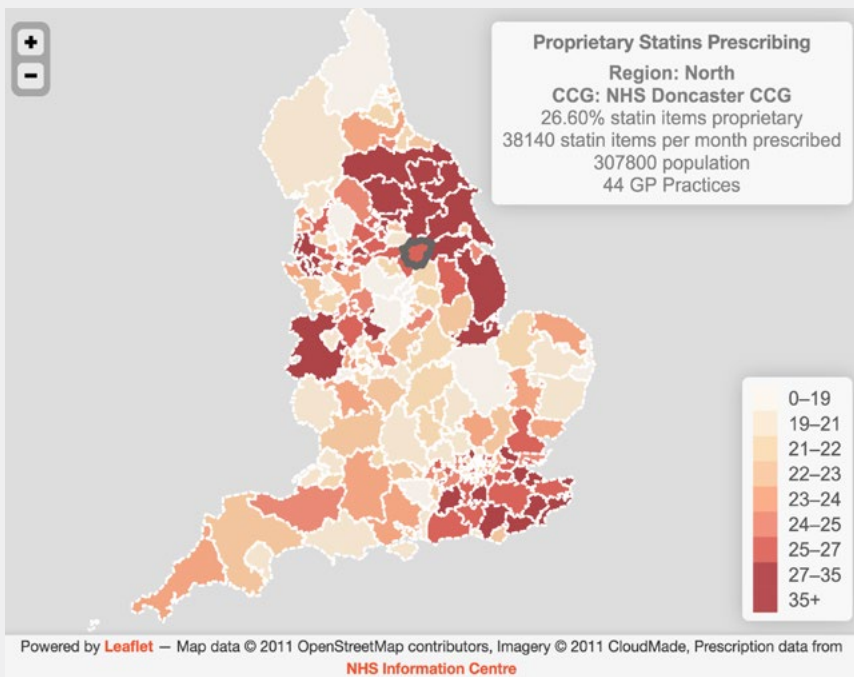 +
−
Proprietary Statins Prescribing
Region: North
CCG: NHS Doncaster CCG
26.60% statin items proprietary
38140 statin items per month prescribed
307800 population
44 GP Practices
0–19
19–21
21–22
22–23
23–24
24–25
25–27
27–35
35+
Powered by Leaflet — Map data © 2011 OpenStreetMap contributors, Imagery © 2011 CloudMade, Prescription data from
NHS Information Centre